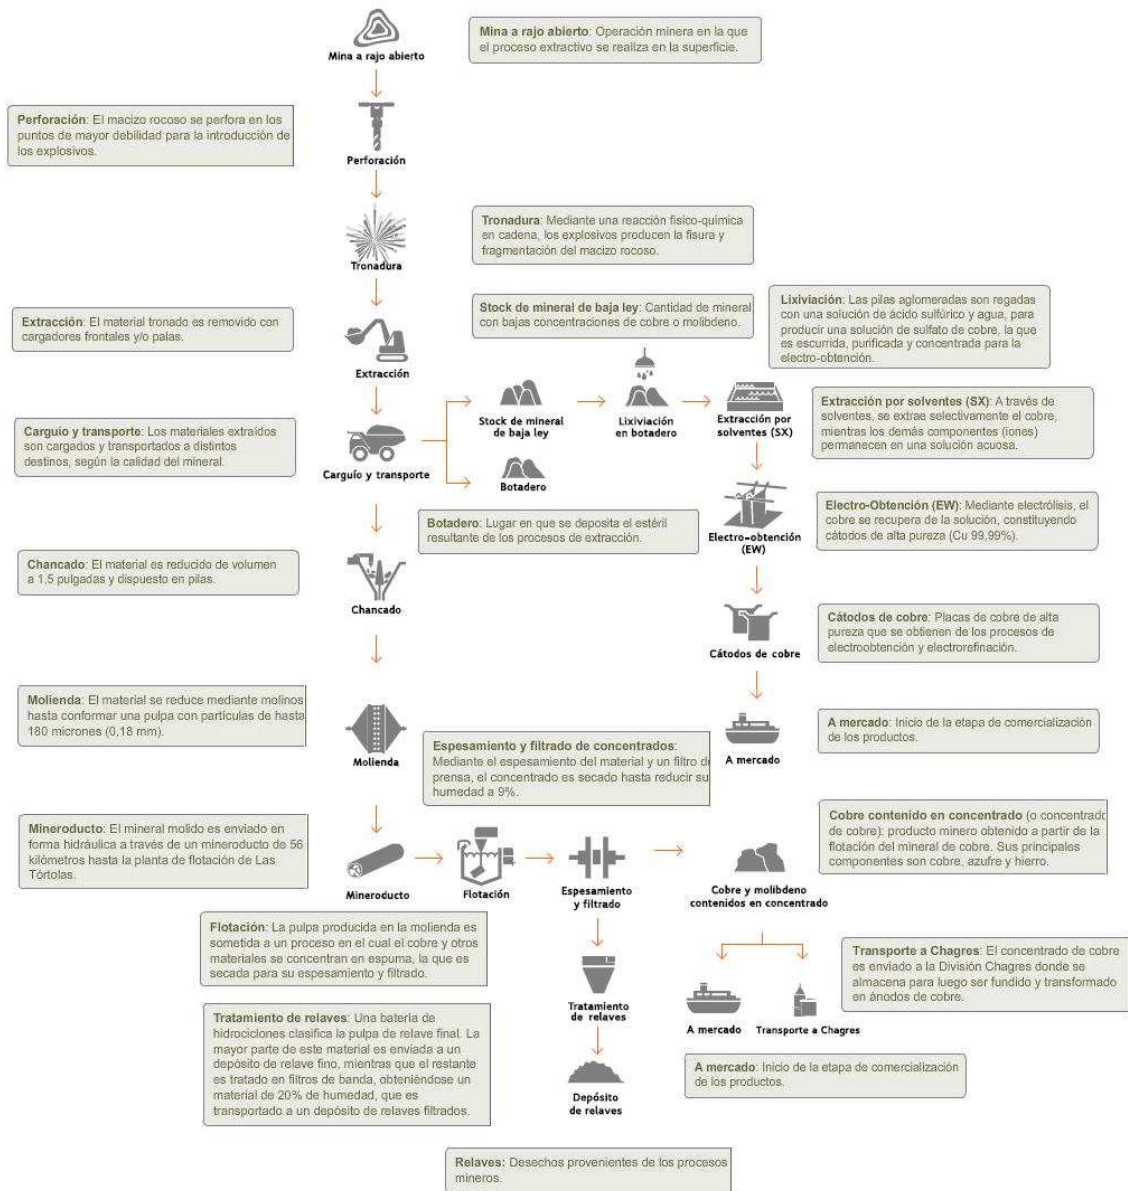 Mina a rajo abierto
Mina a rajo abierto: Operación minera en la que
el proceso extractivo se realiza en la superficie.
Perforación: El macizo rocoso se perfora en los
puntos de mayor debilidad para la introducción de
los explosivos.
Perforación
Tronadura
Tronadura: Mediante una reacción físico-química
en cadena, los explosivos producen la fisura y
fragmentación del macizo rocoso.
Extracción: El material tronado es removido con
cargadores frontales y/o palas.
Extracción
Stock de mineral de baja ley: Cantidad de mineral
con bajas concentraciones de cobre o molibdeno.
Lixiviación: Las pilas aglomeradas son regadas
con una solución de ácido sulfúrico y agua, para
producir una solución de sulfato de cobre, la que
es escurrida, purificada y concentrada para la
electro-obtención.
Carguio y transporte: Los materiales extraídos
son cargados y transportados a distintos
destinos, según la calidad del mineral.
Carguío y transporte
Stock de mineral
de baja ley
Lixiviación
en botadero
Extracción por
solventes (SX)
Extracción por solventes (SX): A través de
solventes, se extrae selectivamente el cobre,
mientras los demás componentes (iones)
permanecen en una solución acuosa.
Botadero
Botadero: Lugar en que se deposita el estéril
resultante de los procesos de extracción.
Electro-obtención
(EW)
Electro-Obtención (EW): Mediante electrólisis, el
cobre se recupera de la solución, constituyendo
cátodos de alta pureza (Cu 99,99%).
Chancado: El material es reducido de volumen
a 1,5 pulgadas y dispuesto en pilas.
Chancado
Cátodos de cobre
Cátodos de cobre: Placas de cobre de alta
pureza que se obtienen de los procesos de
electroobtención y electrorefinación.
Molienda: El material se reduce mediante molinos
hasta conformar una pulpa con partículas de hasta
180 micrones (0,18 mm).
Molienda
A mercado
A mercado: Inicio de la etapa de comercialización
de los productos.
Espesamiento y filtrado de concentrados:
Mediante el espesamiento del material y un filtro de
prensa, el concentrado es secado hasta reducir su
humedad a 9%.
Mineroducto: El mineral molido es enviado en
forma hidráulica a través de un mineroducto de 56
kilómetros hasta la planta de flotación de Las
Tórtolas.
Mineroducto
Flotación
Espesamiento
y filtrado
Cobre y molibdeno
contenidos en concentrado
Cobre contenido en concentrado (o concentrado
de cobre): producto minero obtenido a partir de la
flotación del mineral de cobre. Sus principales
componentes son cobre, azufre y hierro.
Flotación: La pulpa producida en la molienda es
sometida a un proceso en el cual el cobre y otros
materiales se concentran en espuma, la que es
secada para su espesamiento y filtrado.
Tratamiento
de relaves
A mercado
Transporte a Chagres
Transporte a Chagres: El concentrado de cobre
es enviado a la División Chagres donde se
almacena para luego ser fundido y transformado
en ánodos de cobre.
Tratamiento de relaves: Una batería de
hidrociclones clasifica la pulpa de relave final. La
mayor parte de este material es enviada a un
depósito de relave fino, mientras que el restante
es tratado en filtros de banda, obteniéndose un
material de 20% de humedad, que es
transportado a un depósito de relaves filtrados.
Depósito
de relaves
A mercado: Inicio de la etapa de comercialización
de los productos.
Relaves: Desechos provenientes de los procesos
mineros.